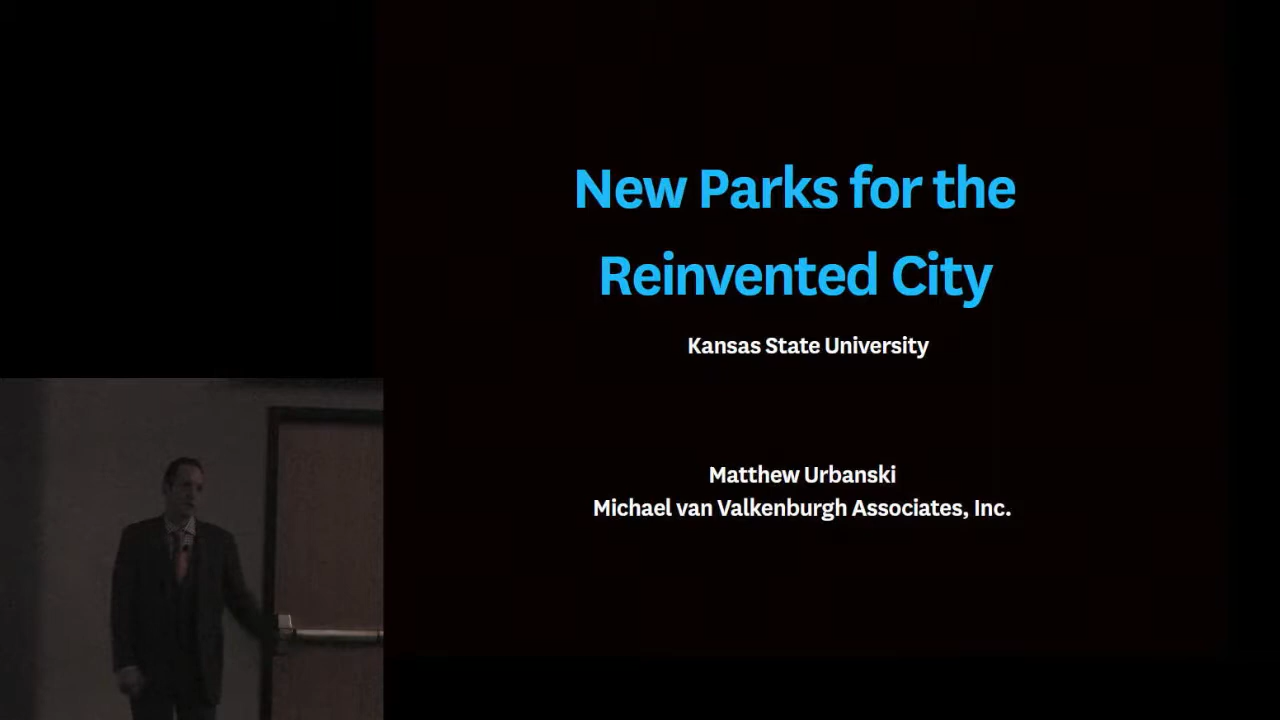 New Parks for the
Reinvented City
Kansas State University
Matthew Urbanski
Michael van Valkenburgh Associates, Inc.